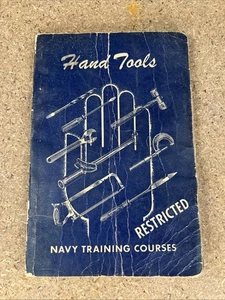 Hand Tools
RESTRICTED
NAVY TRAINING COURSES